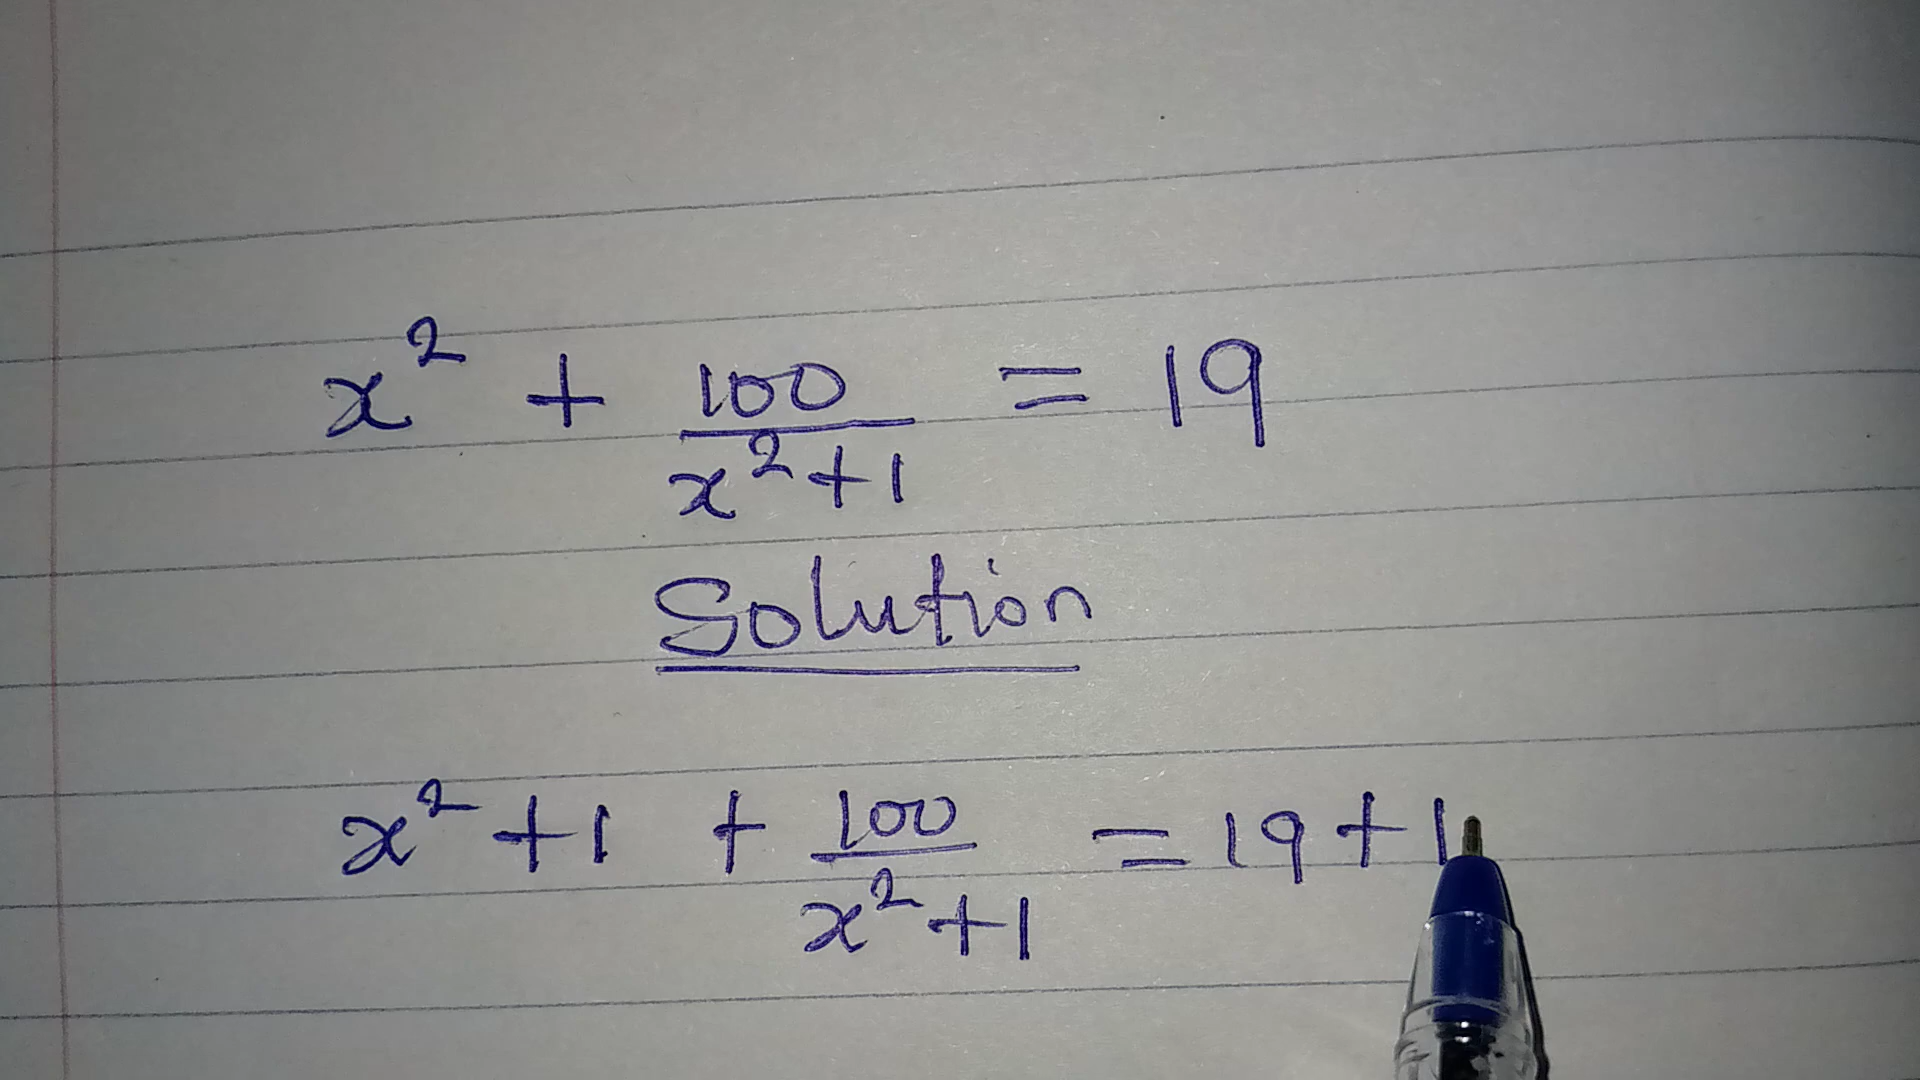 x² + 100/(x²+1) = 19
Solution
x²+1 + 100/(x²+1) = 19+1